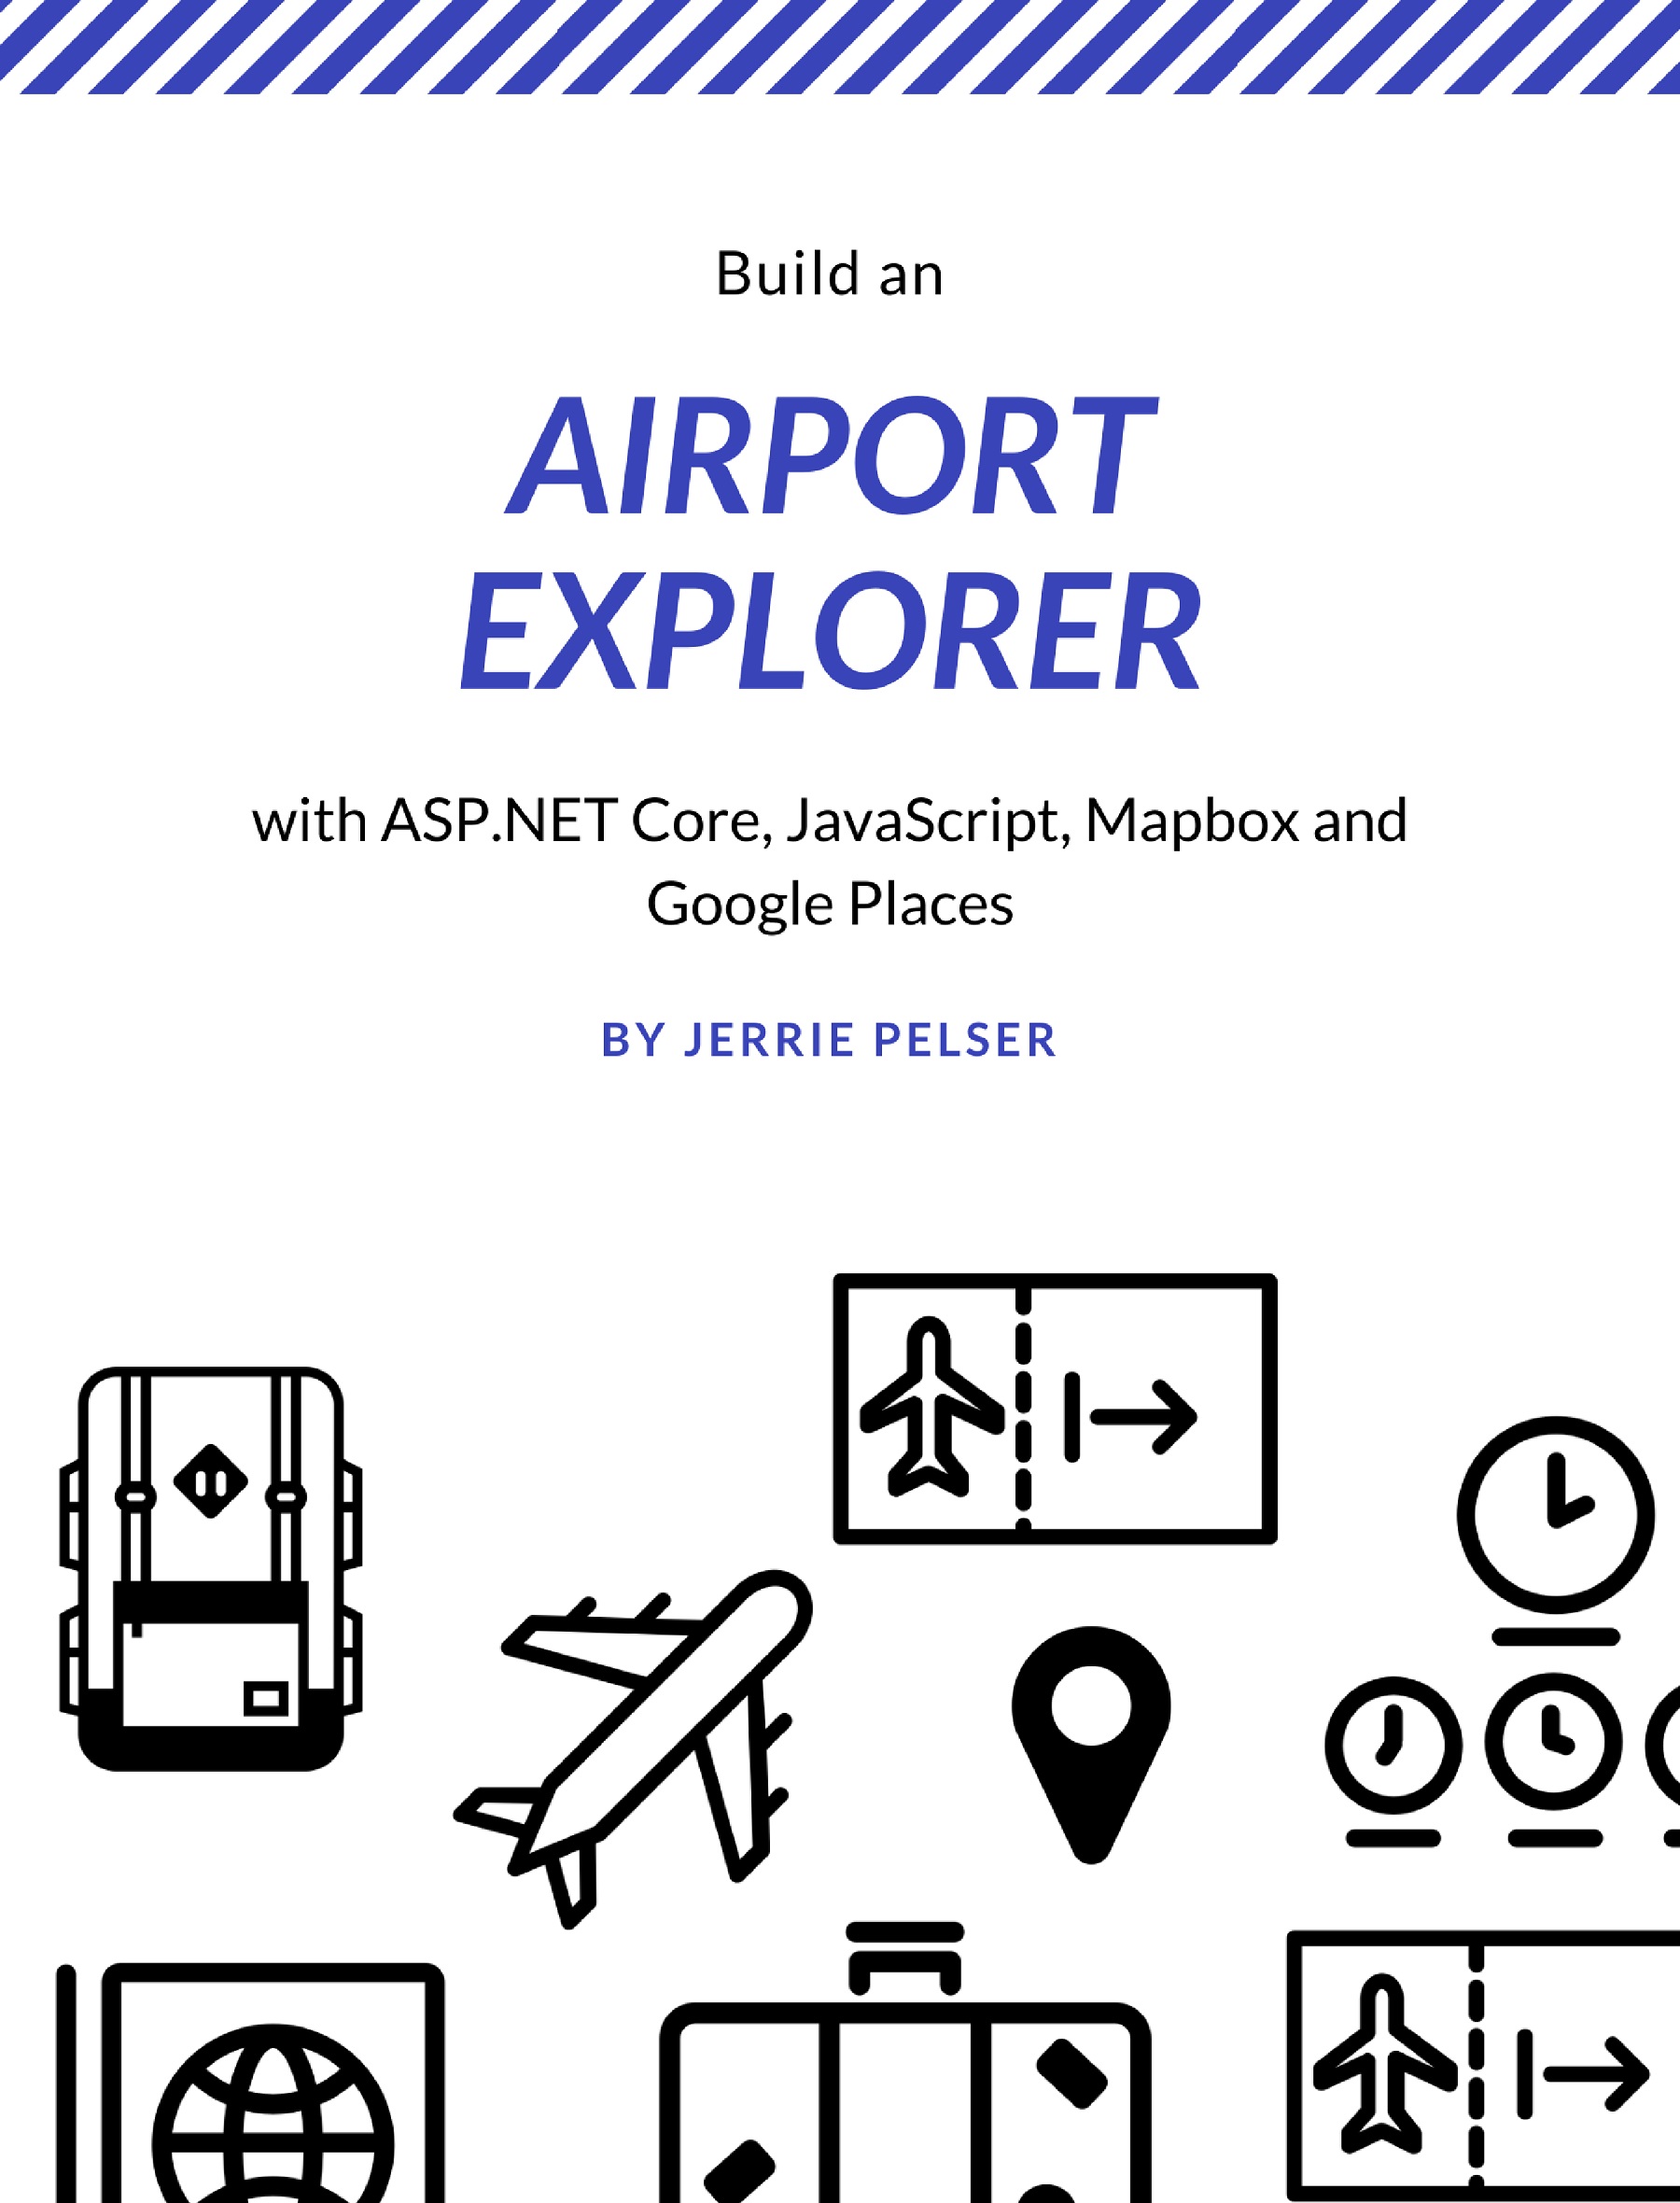 Build an
AIRPORT
EXPLORER
with ASP.NET Core, JavaScript, Mapbox and
Google Places
BY JERRIE PELSER